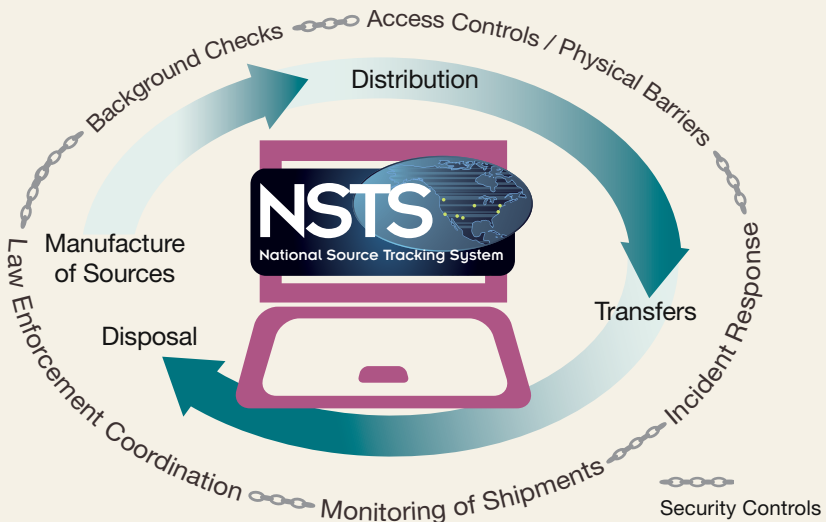 Background Checks
Access Controls / Physical Barriers
Distribution
NSTS
National Source Tracking System
Manufacture
of Sources
Transfers
Disposal
Law Enforcement Coordination
Monitoring of Shipments
Incident Response
Security Controls